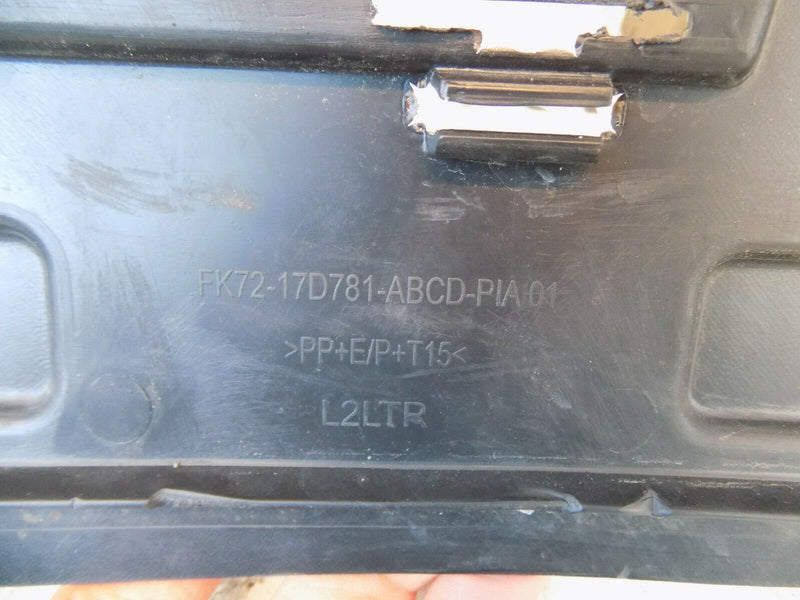 FK72-17D781-ABCD-PIA 01
>PP+E/P+T15<
L2LTR